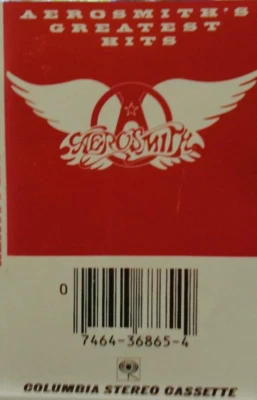 AEROSMITH'S
GREATEST
HITS
AEROSMITH
0
7464-36865-4
COLUMBIA STEREO CASSETTE